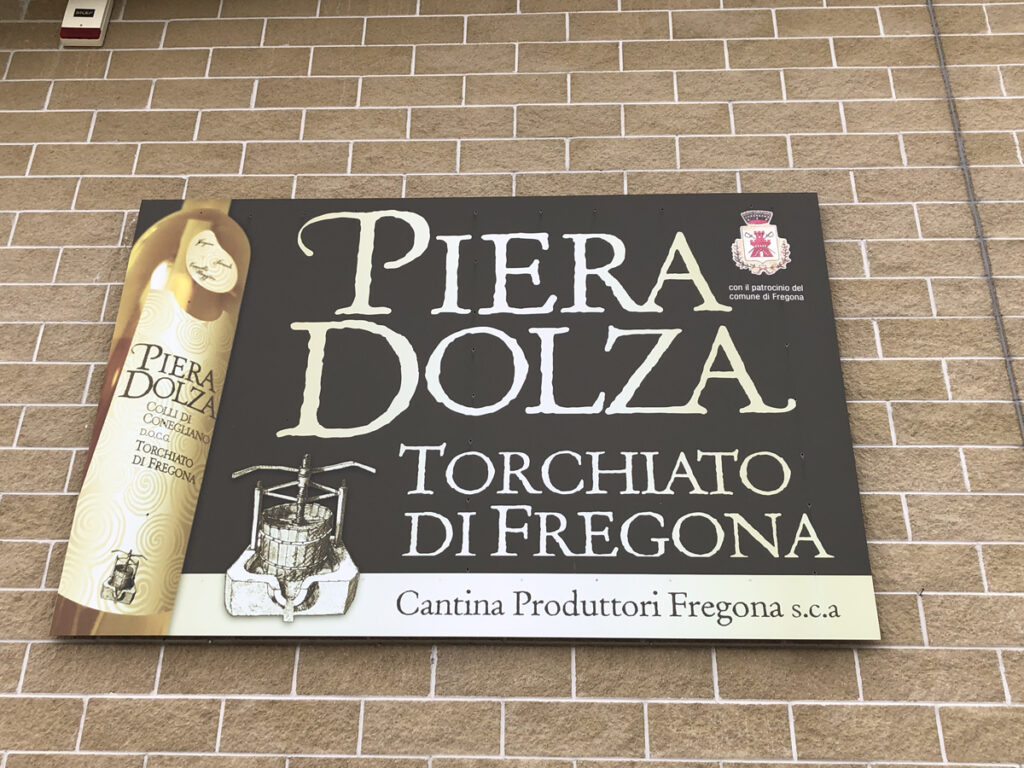 PIERA
DOLZA
TORCHIATO
DI FREGONA
Cantina Produttori Fregona s.c.a
con il patrocinio del
comune di Fregona
PIERA
DOLZA
COLLI DI
CONEGLIANO
D.O.C.G.
TORCHIATO
DI FREGONA